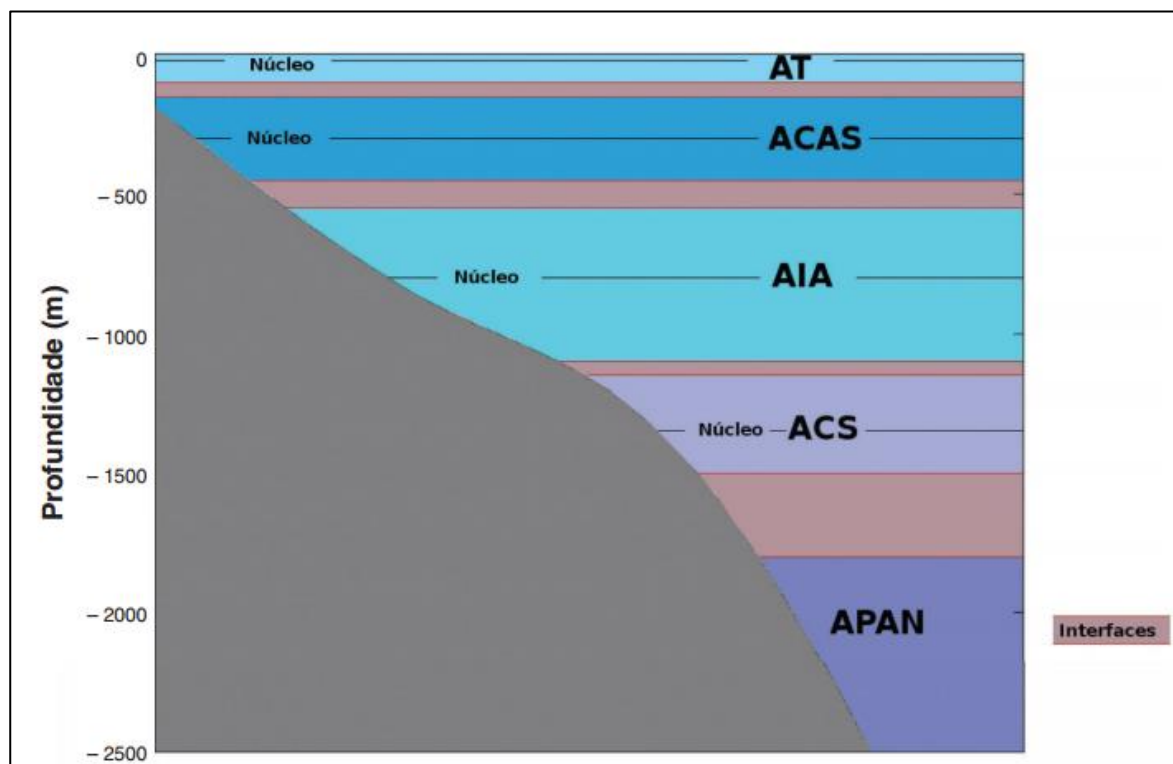 0
Núcleo
AT
Núcleo
ACAS
– 500
Núcleo
AIA
Profundidade (m)
– 1000
Núcleo
ACS
– 1500
– 2000
APAN
Interfaces
– 2500